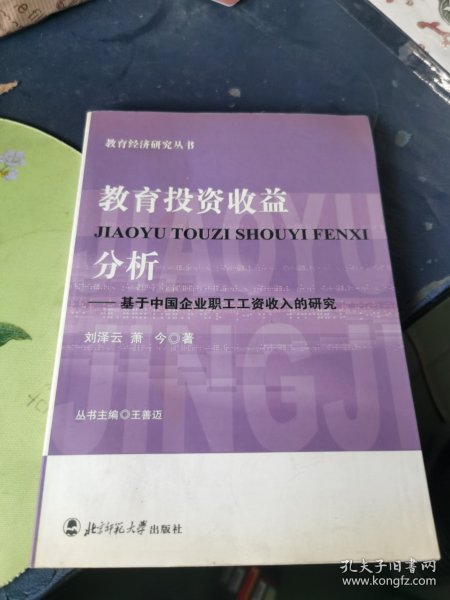 教育经济研究丛书
教育投资收益
JIAOYU TOUZI SHOUYI FENXI
分析
——基于中国企业职工工资收入的研究
刘泽云 萧 今◎著
JIAOYU
JINGJI
丛书主编◎王善迈
北京师范大学出版社
孔夫子旧书网
www.kongfz.com